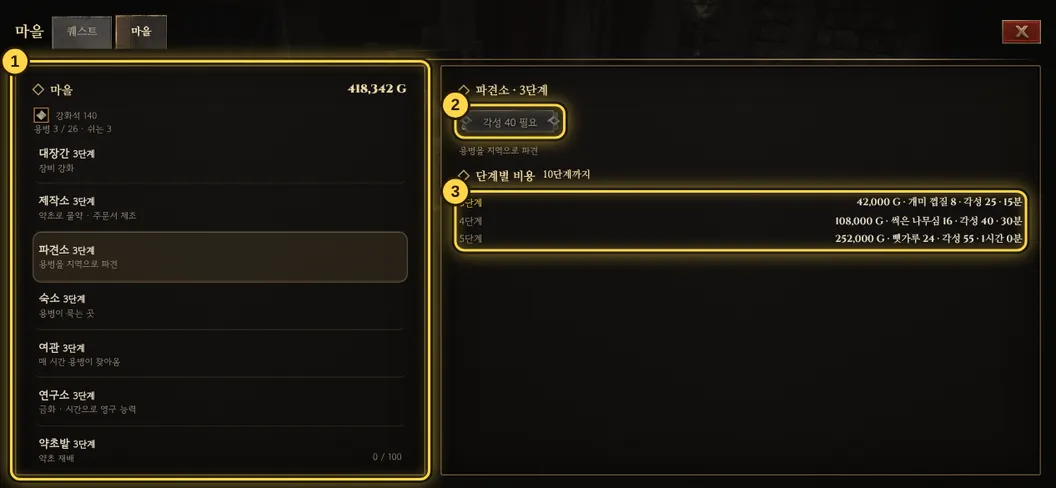 마을 퀘스트 마을
1
마을 418,342 G
강화석 140
용병 3 / 26 · 쉬는 3
대장간 3단계
장비 강화
제작소 3단계
약초로 물약 · 주문서 제조
파견소 3단계
용병을 지역으로 파견
숙소 3단계
용병이 묵는 곳
여관 3단계
매 시간 용병이 찾아옴
연구소 3단계
금화 · 시간으로 영구 능력
약초밭 3단계
약초 재배 0 / 100
파견소 · 3단계
2
각성 40 필요
용병을 지역으로 파견
단계별 비용 10단계까지
3
3단계 42,000 G · 개미 껍질 8 · 각성 25 · 15분
4단계 108,000 G · 썩은 나무심 16 · 각성 40 · 30분
5단계 252,000 G · 뼛가루 24 · 각성 55 · 1시간 0분